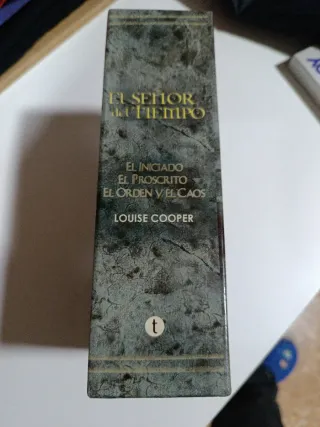 EL SEÑOR
del TIEMPO
EL INICIADO
EL PROSCRITO
EL ORDEN Y EL CAOS
LOUISE COOPER
t